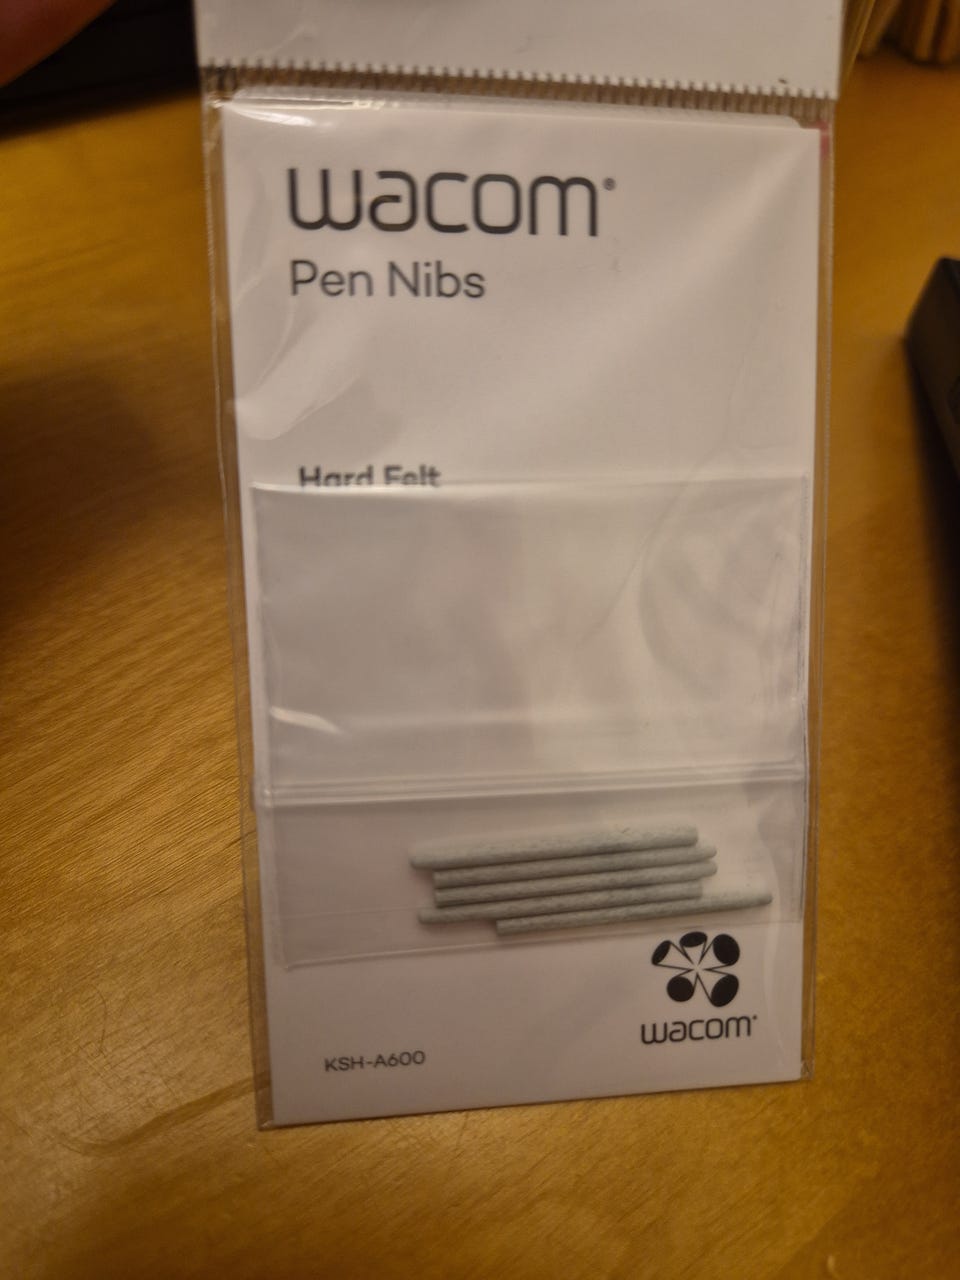 wacom®
Pen Nibs
Hard Felt
wacom®
KSH-A600